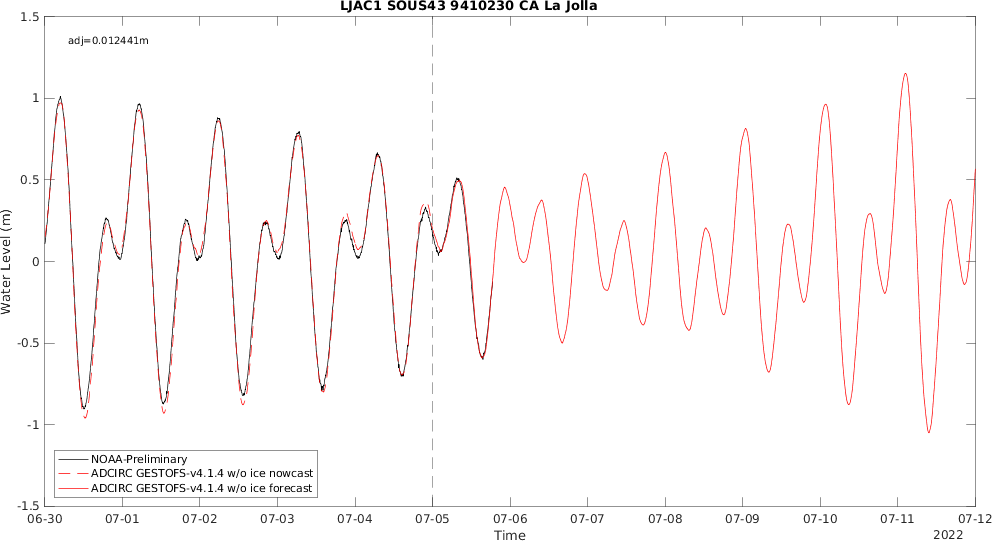 LJAC1 SOUS43 9410230 CA La Jolla
adj=0.012441m
1.5
1
0.5
0
-0.5
-1
-1.5
Water Level (m)
NOAA-Preliminary
ADCIRC GESTOFS-v4.1.4 w/o ice nowcast
ADCIRC GESTOFS-v4.1.4 w/o ice forecast
06-30 07-01 07-02 07-03 07-04 07-05 07-06 07-07 07-08 07-09 07-10 07-11 07-12
Time
2022